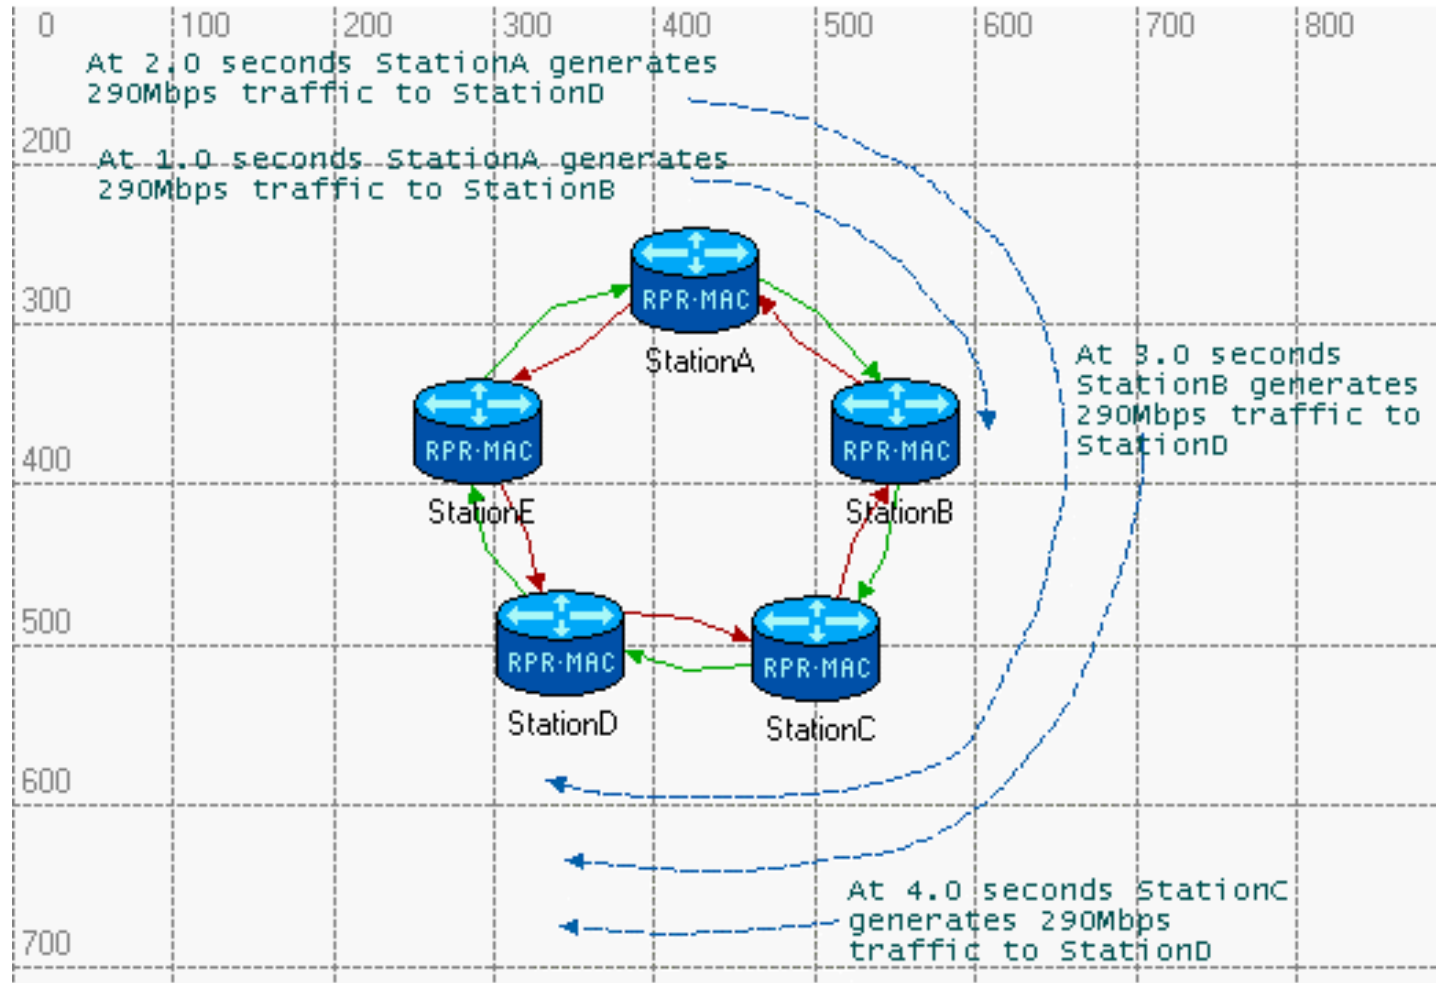 0 100 200 300 400 500 600 700 800
At 2.0 seconds StationA generates
290Mbps traffic to StationD
200
At 1.0 seconds StationA generates
290Mbps traffic to StationB
RPR·MAC
300
StationA
At 3.0 seconds
StationB generates
290Mbps traffic to
StationD
RPR·MAC
RPR·MAC
400
StationE
StationB
500
RPR·MAC
RPR·MAC
StationD
StationC
600
At 4.0 seconds StationC
generates 290Mbps
traffic to StationD
700